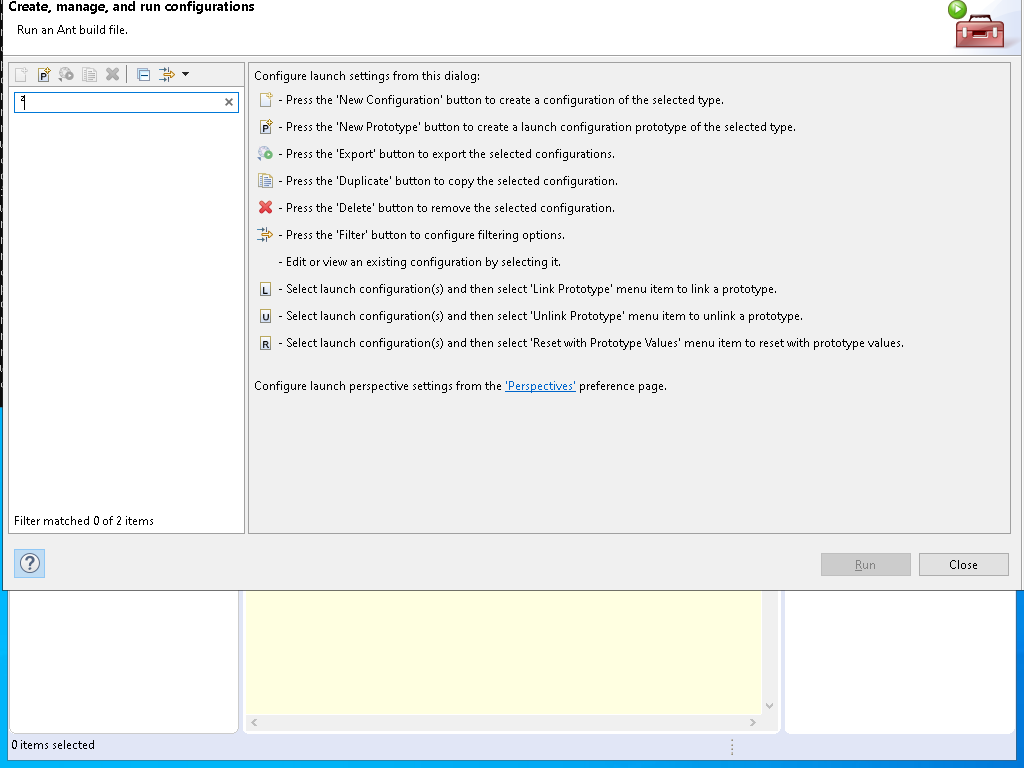 Create, manage, and run configurations
Run an Ant build file.
Configure launch settings from this dialog:
- Press the 'New Configuration' button to create a configuration of the selected type.
- Press the 'New Prototype' button to create a launch configuration prototype of the selected type.
- Press the 'Export' button to export the selected configurations.
- Press the 'Duplicate' button to copy the selected configuration.
- Press the 'Delete' button to remove the selected configuration.
- Press the 'Filter' button to configure filtering options.
- Edit or view an existing configuration by selecting it.
L - Select launch configuration(s) and then select 'Link Prototype' menu item to link a prototype.
U - Select launch configuration(s) and then select 'Unlink Prototype' menu item to unlink a prototype.
R - Select launch configuration(s) and then select 'Reset with Prototype Values' menu item to reset with prototype values.
Configure launch perspective settings from the 'Perspectives' preference page.
Filter matched 0 of 2 items
Run
Close
0 items selected